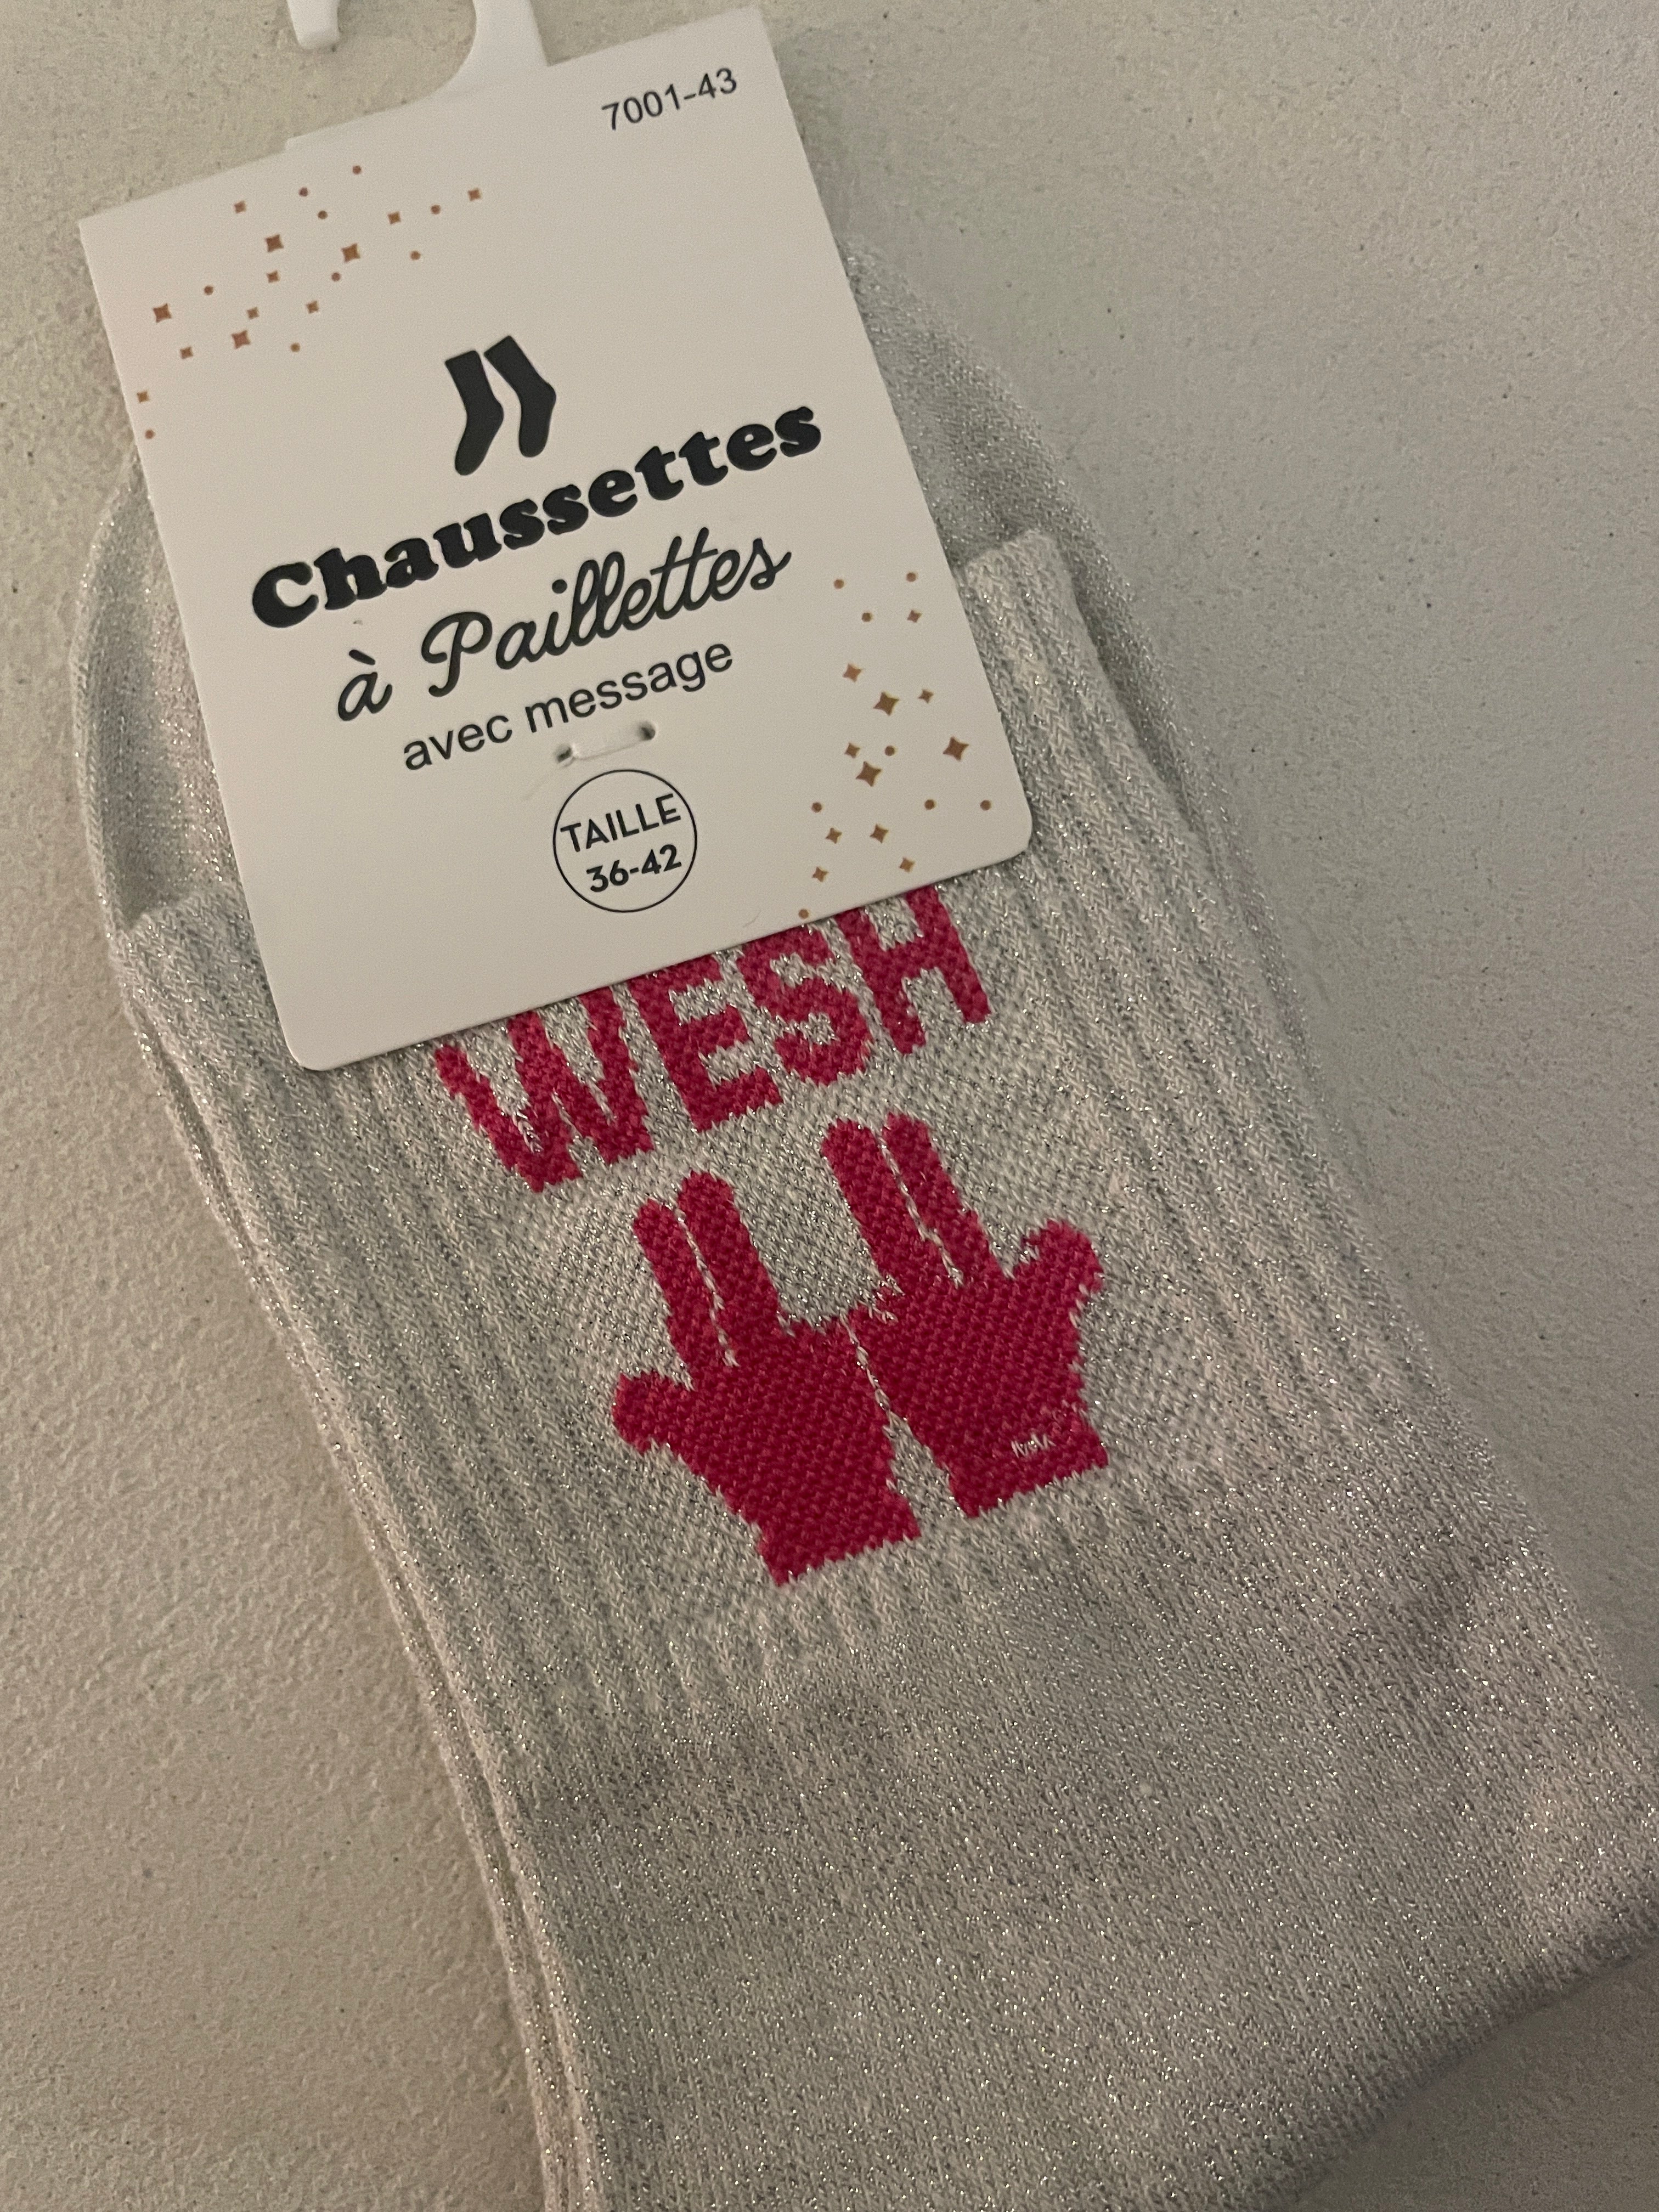 7001-43
Chaussettes
à Paillettes
avec message
TAILLE
36-42
WESH